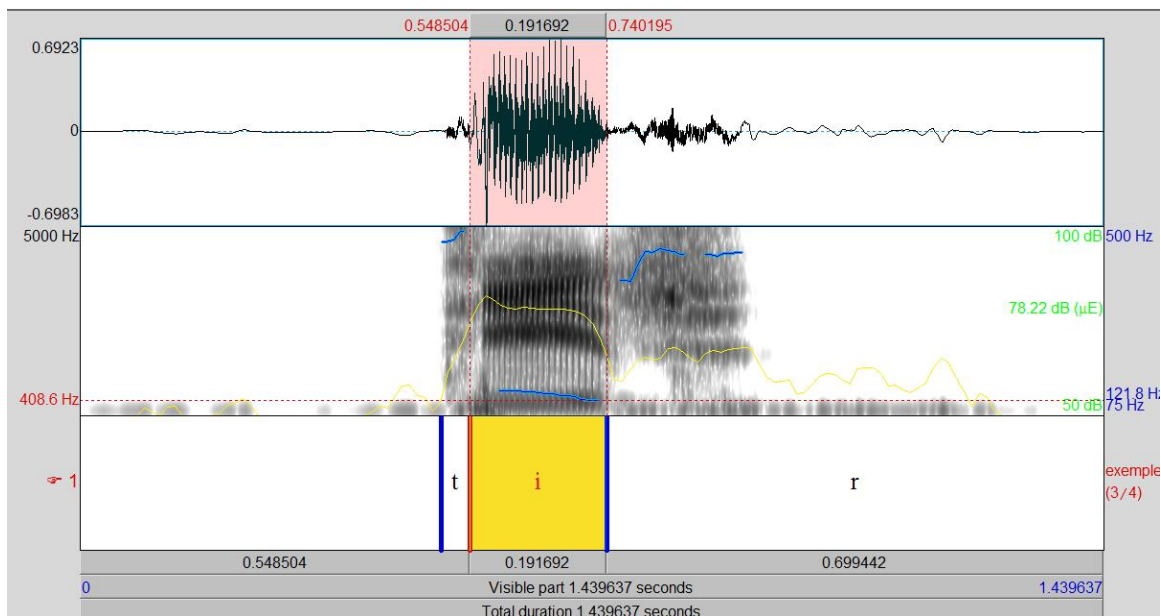 0.548504 0.191692 0.740195
0.6923
0
-0.6983
5000 Hz 100 dB 500 Hz
78.22 dB (µE)
408.6 Hz 121.8 Hz
50 dB 75 Hz
☞ 1 t i r exemple
(3/4)
0.548504 0.191692 0.699442
0 Visible part 1.439637 seconds 1.439637
Total duration 1.439637 seconds